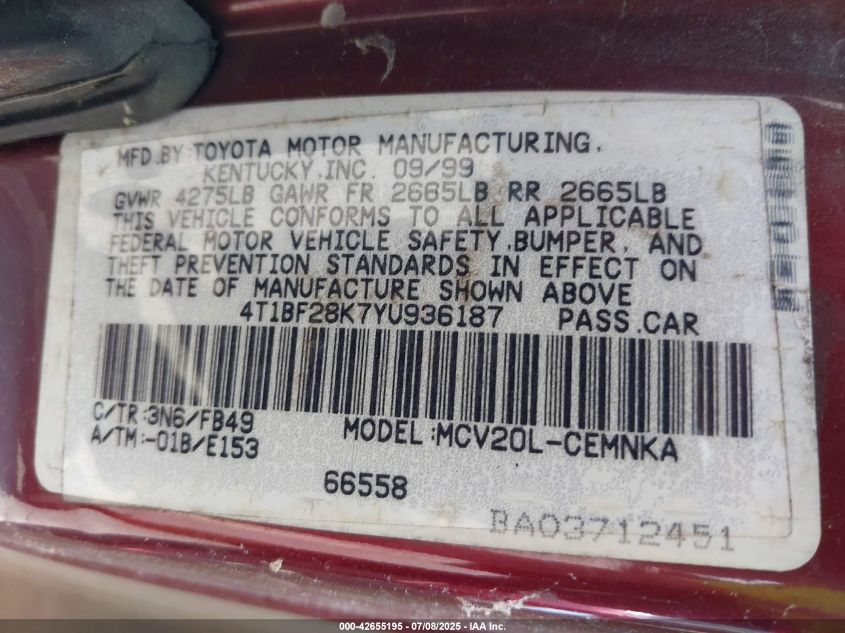 MFD.BY TOYOTA MOTOR MANUFACTURING,
KENTUCKY,INC. 09/99
GVWR 4275LB GAWR FR 2665LB RR 2665LB
THIS VEHICLE CONFORMS TO ALL APPLICABLE
FEDERAL MOTOR VEHICLE SAFETY,BUMPER, AND
THEFT PREVENTION STANDARDS IN EFFECT ON
THE DATE OF MANUFACTURE SHOWN ABOVE
4T1BF28K7YU936187 PASS.CAR
C/TR:3N6/FB49
A/TM:-01B/E153
MODEL:MCV20L-CEMNKA
66558
BA03712451
000-42655195 - 07/08/2025 - IAA Inc.